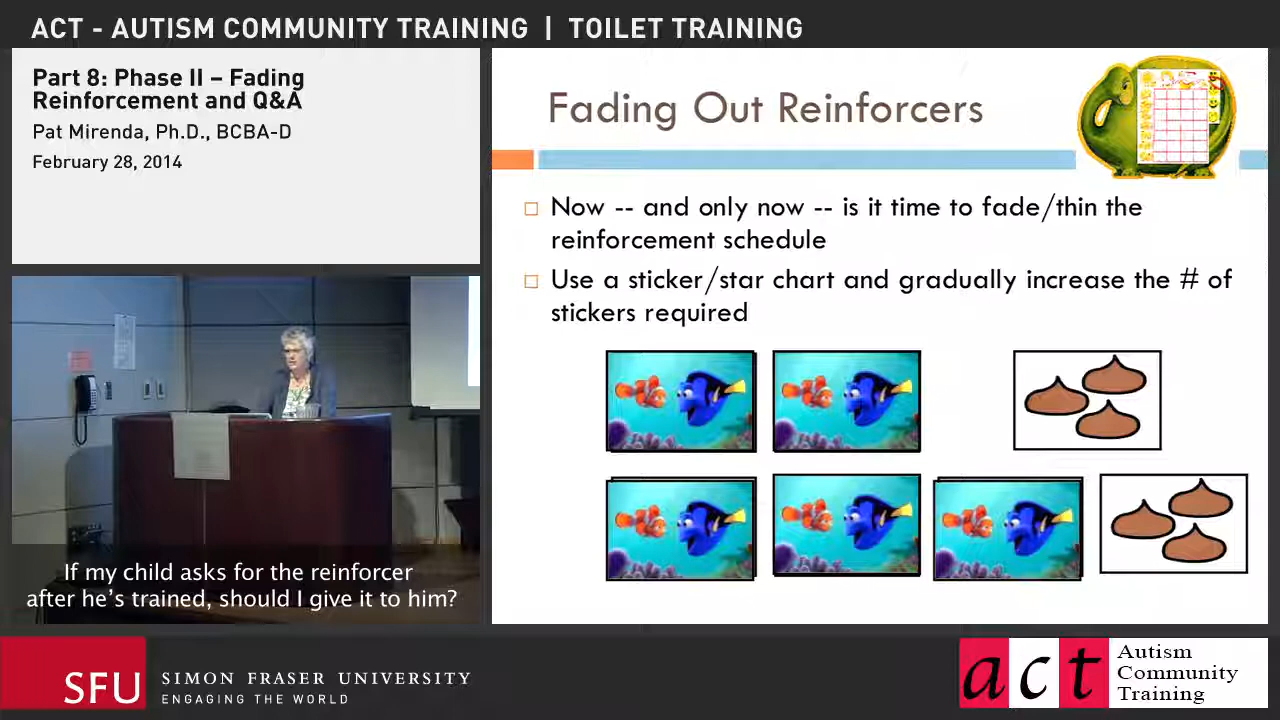 ACT - AUTISM COMMUNITY TRAINING | TOILET TRAINING
Part 8: Phase II – Fading
Reinforcement and Q&A
Pat Mirenda, Ph.D., BCBA-D
February 28, 2014
Fading Out Reinforcers
Now -- and only now -- is it time to fade/thin the
reinforcement schedule
Use a sticker/star chart and gradually increase the # of
stickers required
If my child asks for the reinforcer
after he's trained, should I give it to him?
SFU
SIMON FRASER UNIVERSITY
ENGAGING THE WORLD
act
Autism
Community
Training